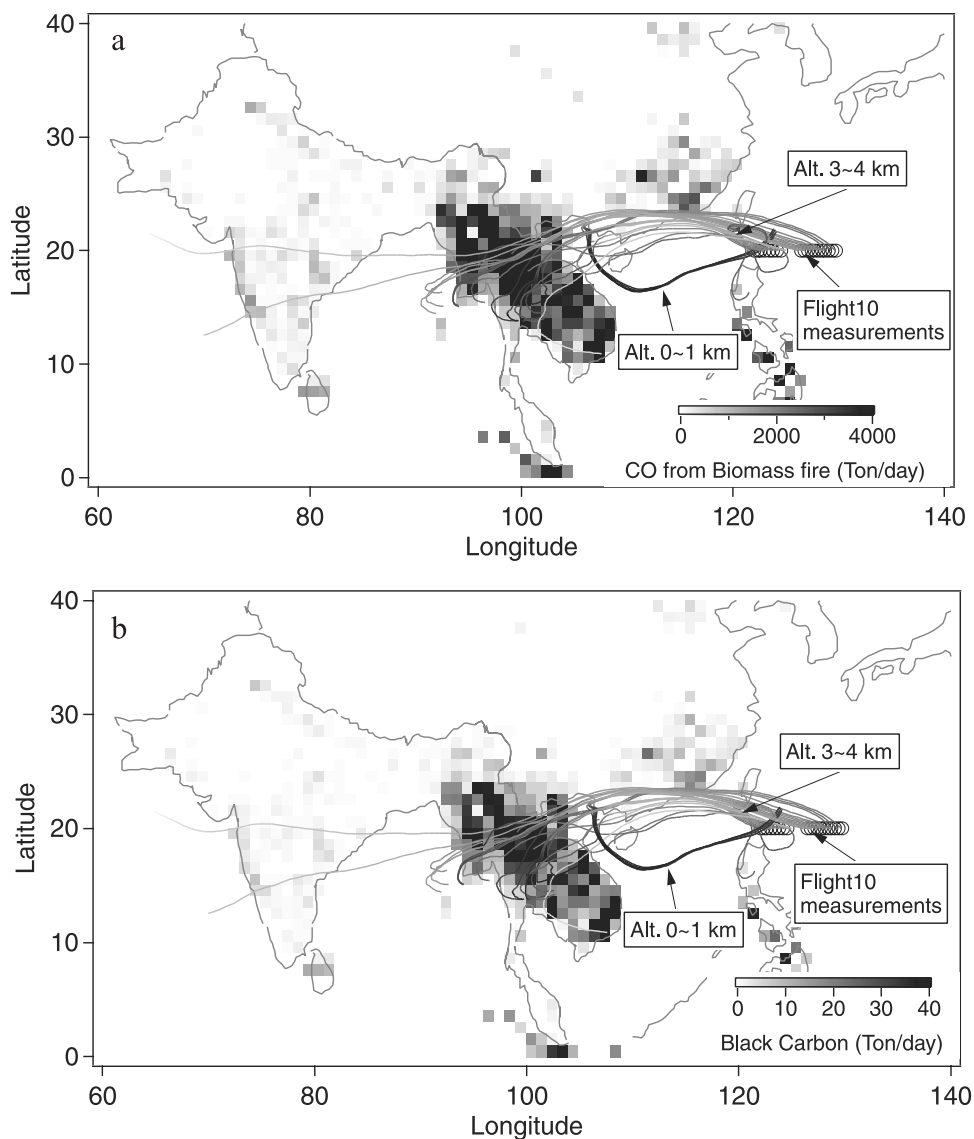 a
40
30
20
10
0
Latitude
Alt. 3~4 km
Flight10
measurements
Alt. 0~1 km
0 2000 4000
CO from Biomass fire (Ton/day)
60 80 100 120 140
Longitude
b
40
30
20
10
0
Latitude
Alt. 3~4 km
Flight10
measurements
Alt. 0~1 km
0 10 20 30 40
Black Carbon (Ton/day)
60 80 100 120 140
Longitude